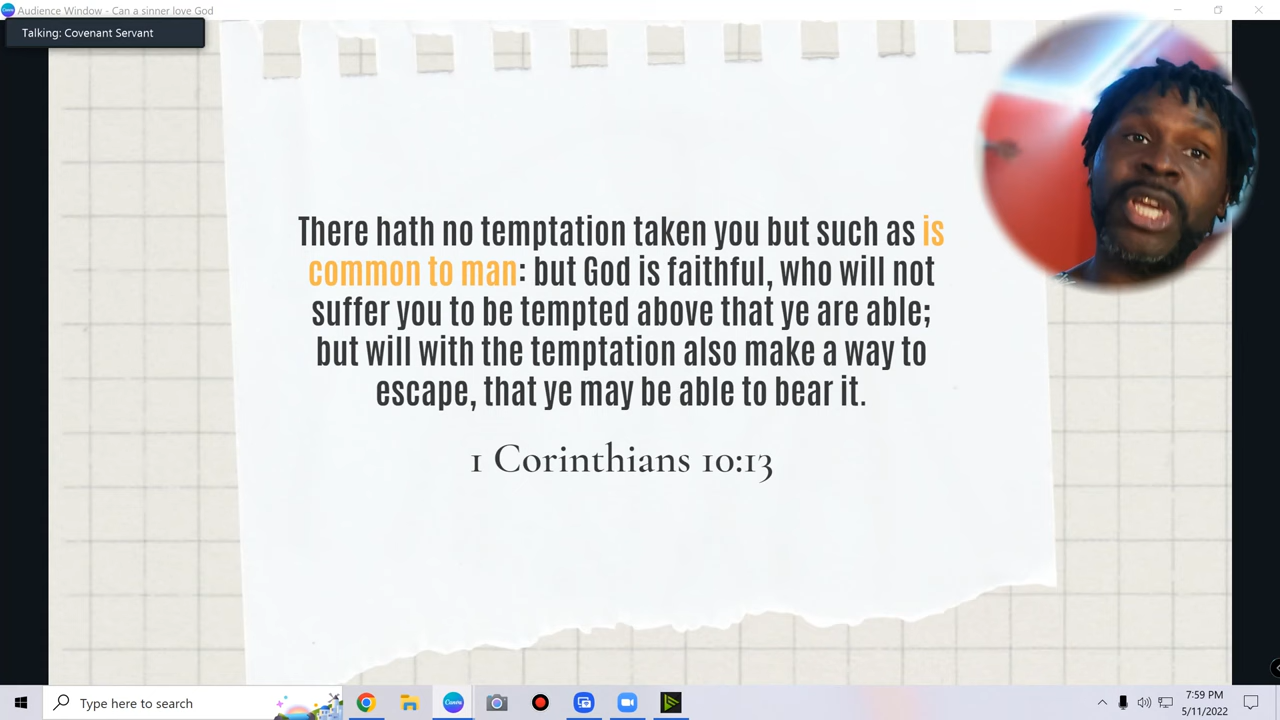 Audience Window - Can a sinner love God
Talking: Covenant Servant
There hath no temptation taken you but such as is
common to man: but God is faithful, who will not
suffer you to be tempted above that ye are able;
but will with the temptation also make a way to
escape, that ye may be able to bear it.
1 Corinthians 10:13
Type here to search
7:59 PM
5/11/2022